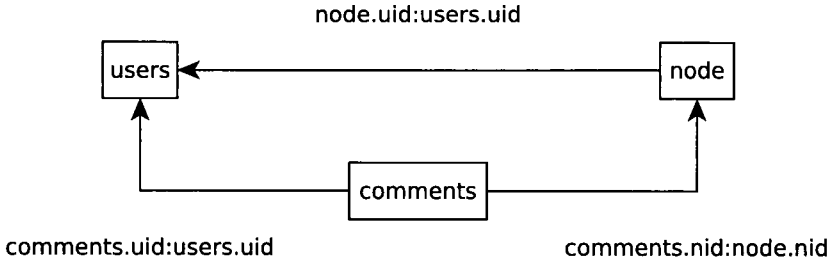 node.uid:users.uid
users
node
comments
comments.uid:users.uid
comments.nid:node.nid